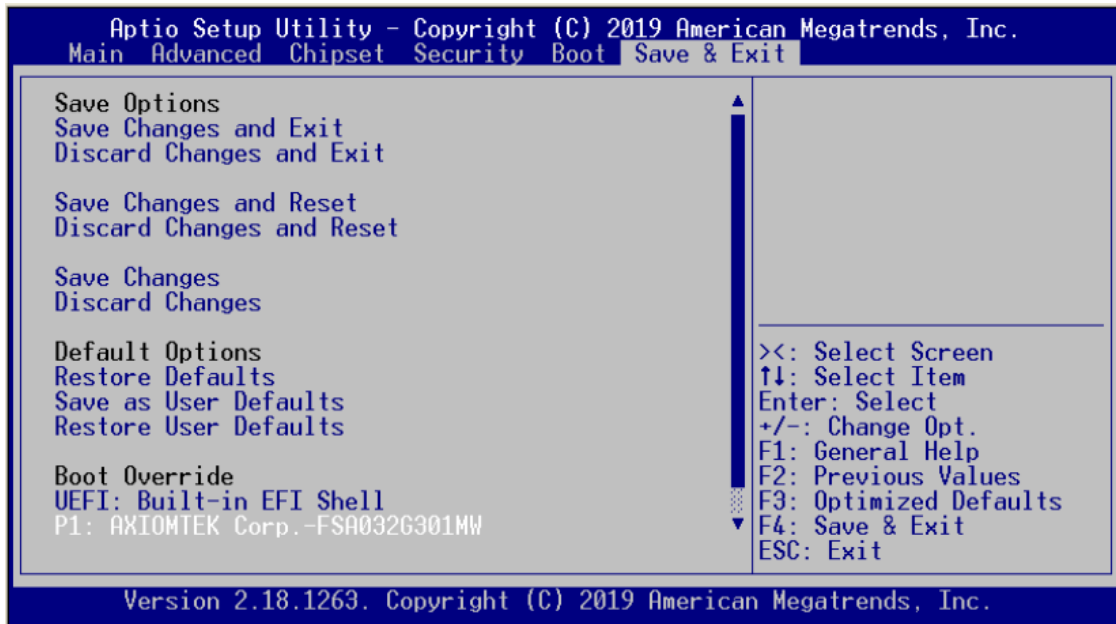 Aptio Setup Utility – Copyright (C) 2019 American Megatrends, Inc.
Main Advanced Chipset Security Boot Save & Exit
Save Options
Save Changes and Exit
Discard Changes and Exit
Save Changes and Reset
Discard Changes and Reset
Save Changes
Discard Changes
Default Options
Restore Defaults
Save as User Defaults
Restore User Defaults
Boot Override
UEFI: Built-in EFI Shell
P1: AXIOMTEK Corp.-FSA032G301MW
><: Select Screen
↑↓: Select Item
Enter: Select
+/-: Change Opt.
F1: General Help
F2: Previous Values
F3: Optimized Defaults
F4: Save & Exit
ESC: Exit
Version 2.18.1263. Copyright (C) 2019 American Megatrends, Inc.